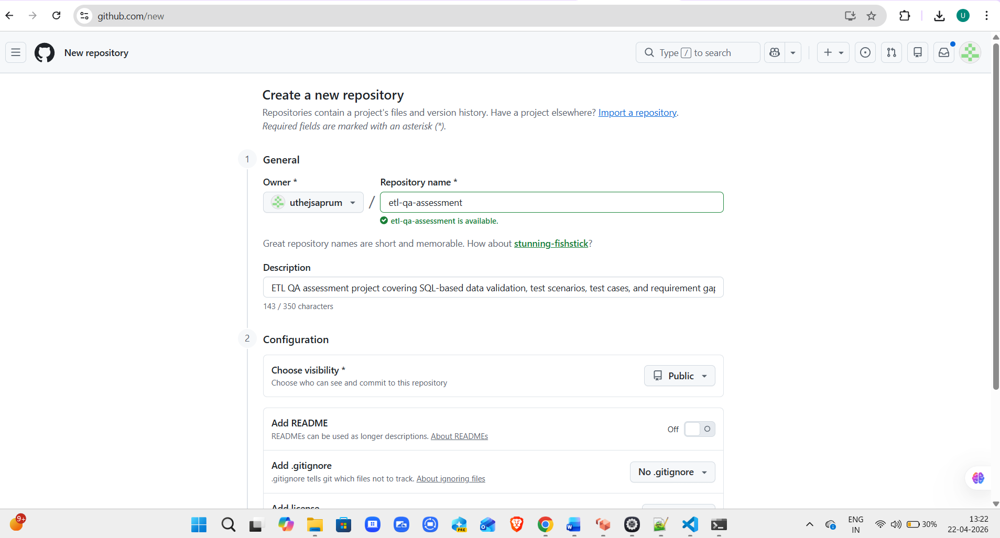 github.com/new
U
New repository
Type / to search
Create a new repository
Repositories contain a project's files and version history. Have a project elsewhere? Import a repository.
Required fields are marked with an asterisk (*).
1
General
Owner *
Repository name *
uthejsaprum
/
etl-qa-assessment
etl-qa-assessment is available.
Great repository names are short and memorable. How about stunning-fishstick?
Description
ETL QA assessment project covering SQL-based data validation, test scenarios, test cases, and requirement gap
143 / 350 characters
2
Configuration
Choose visibility *
Choose who can see and commit to this repository
Public
Add README
READMEs can be used as longer descriptions. About READMEs
Off
Add .gitignore
.gitignore tells git which files not to track. About ignoring files
No .gitignore
Add license
9+
PRE
ENG
IN
30%
13:22
22-04-2026